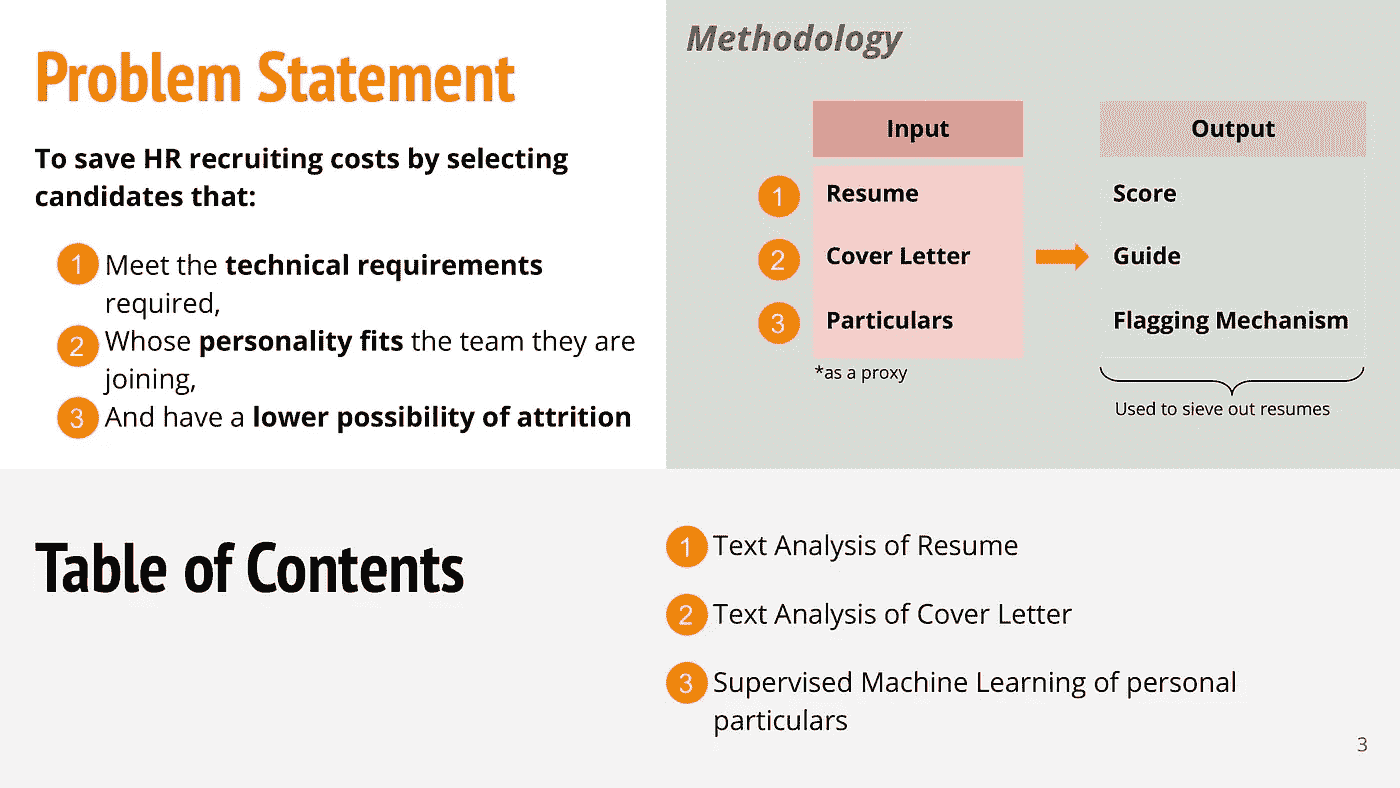 Problem Statement
To save HR recruiting costs by selecting
candidates that:
1 Meet the technical requirements
required,
2 Whose personality fits the team they are
joining,
3 And have a lower possibility of attrition
Methodology
Input
Output
1 Resume
Score
2 Cover Letter
Guide
3 Particulars
Flagging Mechanism
*as a proxy
Used to sieve out resumes
Table of Contents
1 Text Analysis of Resume
2 Text Analysis of Cover Letter
3 Supervised Machine Learning of personal
particulars
3